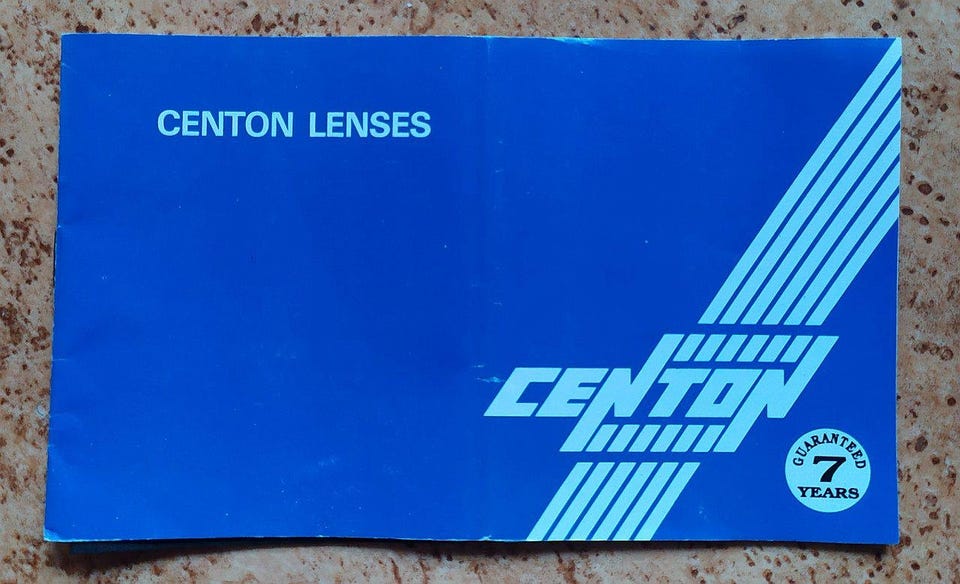 CENTON LENSES
CENTON
GUARANTEED
7
YEARS